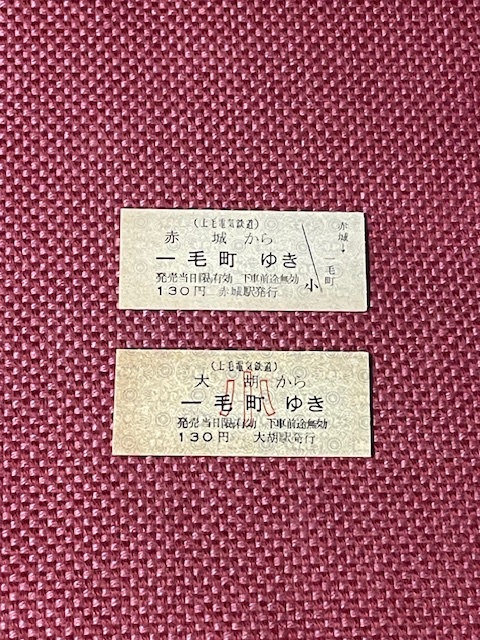 (上毛電気鉄道)
赤城から
一毛町ゆき
発売当日限有効 下車前途無効
130円 赤城駅発行
赤城→一毛町
小
(上毛電気鉄道)
大胡から
一毛町ゆき
発売当日限有効 下車前途無効
130円 大胡駅発行
小